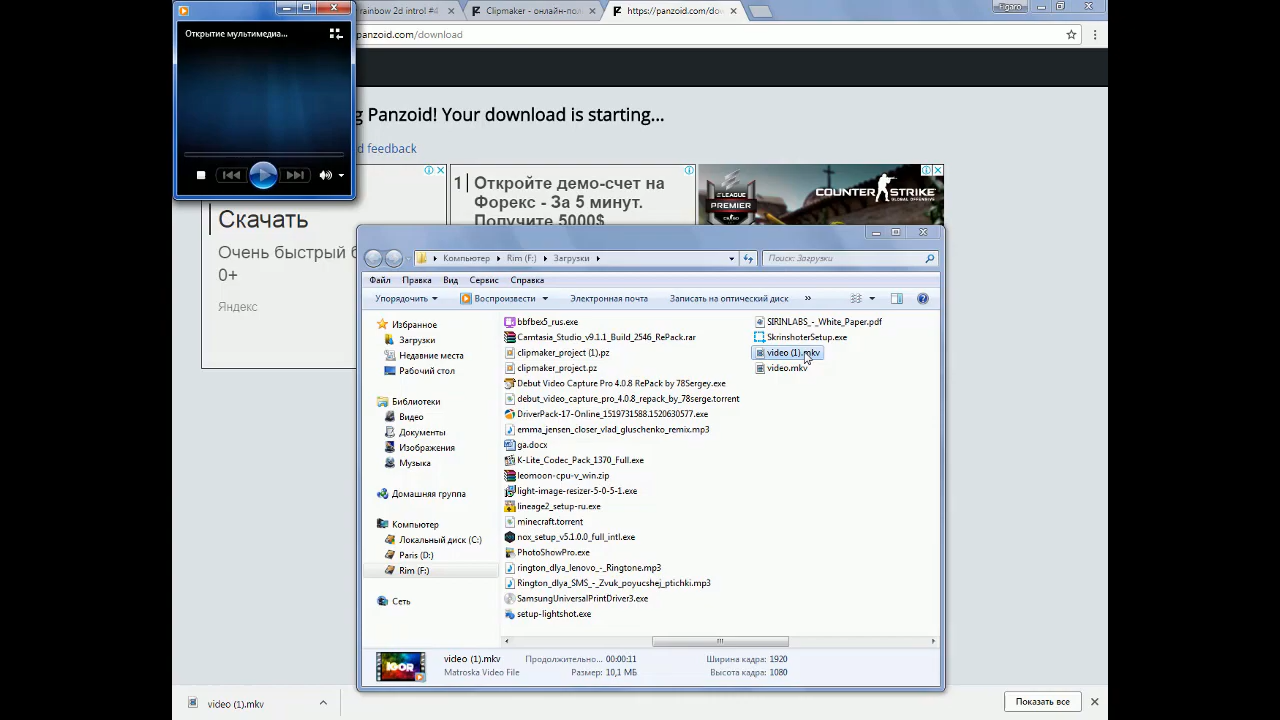 Открытие мультимедиа...
rainbow 2d introl #4
Clipmaker - онлайн-пол
https://panzoid.com/dow
Figaro
panzoid.com/download
g Panzoid! Your download is starting...
d feedback
Скачать
Очень быстрый б
0+
Яндекс
1 Откройте демо-счет на
Форекс - За 5 минут.
Получите 5000$
ELEAGUE
PREMIER
CS:GO
COUNTER STRIKE
GLOBAL OFFENSIVE
Компьютер
Rim (F:)
Загрузки
Поиск: Загрузки
Файл
Правка
Вид
Сервис
Справка
Упорядочить
Воспроизвести
Электронная почта
Записать на оптический диск
»
Избранное
Загрузки
Недавние места
Рабочий стол
Библиотеки
Видео
Документы
Изображения
Музыка
Домашняя группа
Компьютер
Локальный диск (C:)
Paris (D:)
Rim (F:)
Сеть
bbfbex5_rus.exe
Camtasia_Studio_v9.1.1_Build_2546_RePack.rar
clipmaker_project (1).pz
clipmaker_project.pz
Debut Video Capture Pro 4.0.8 RePack by 78Sergey.exe
debut_video_capture_pro_4.0.8_repack_by_78serge.torrent
DriverPack-17-Online_1519731588.1520630577.exe
emma_jensen_closer_vlad_gluschenko_remix.mp3
ga.docx
K-Lite_Codec_Pack_1370_Full.exe
leomoon-cpu-v_win.zip
light-image-resizer-5-0-5-1.exe
lineage2_setup-ru.exe
minecraft.torrent
nox_setup_v5.1.0.0_full_intl.exe
PhotoShowPro.exe
rington_dlya_lenovo_-_Ringtone.mp3
Rington_dlya_SMS_-_Zvuk_poyucshej_ptichki.mp3
SamsungUniversalPrintDriver3.exe
setup-lightshot.exe
SIRINLABS_-_White_Paper.pdf
SkrinshoterSetup.exe
video (1).mkv
video.mkv
IGOR
video (1).mkv
Matroska Video File
Продолжительно... 00:00:11
Размер: 10,1 МБ
Ширина кадра: 1920
Высота кадра: 1080
video (1).mkv
Показать все